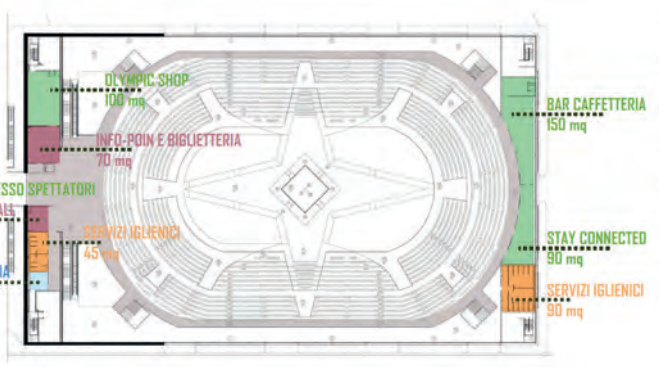 OLYMPIC SHOP
100 mq
INFO-POIN E BIGLIETTERIA
70 mq
SPETTATORI
SERVIZI IGLIENICI
45 mq
BAR CAFFETTERIA
150 mq
STAY CONNECTED
90 mq
SERVIZI IGLIENICI
90 mq